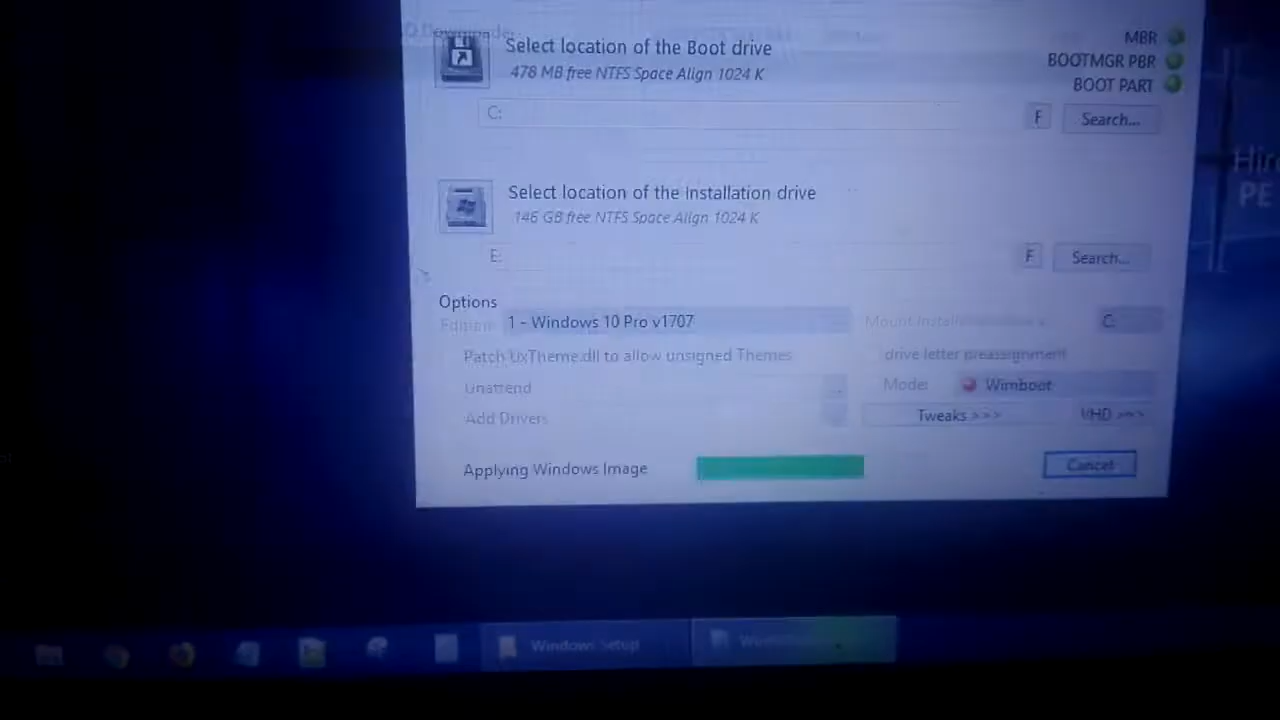 Select location of the Boot drive
478 MB free NTFS Space Align 1024 K
MBR
BOOTMGR PBR
BOOT PART
C:
F
Search...
Select location of the Installation drive
146 GB free NTFS Space Align 1024 K
E:
F
Search...
Options
1 - Windows 10 Pro v1707
C:
Patch UxTheme.dll to allow unsigned Themes
drive letter preassignment
Unattend
Mode:
Wimboot
Add Drivers
Tweaks >>>
VHD >>>
Applying Windows Image
Cancel
PE
Windows Setup